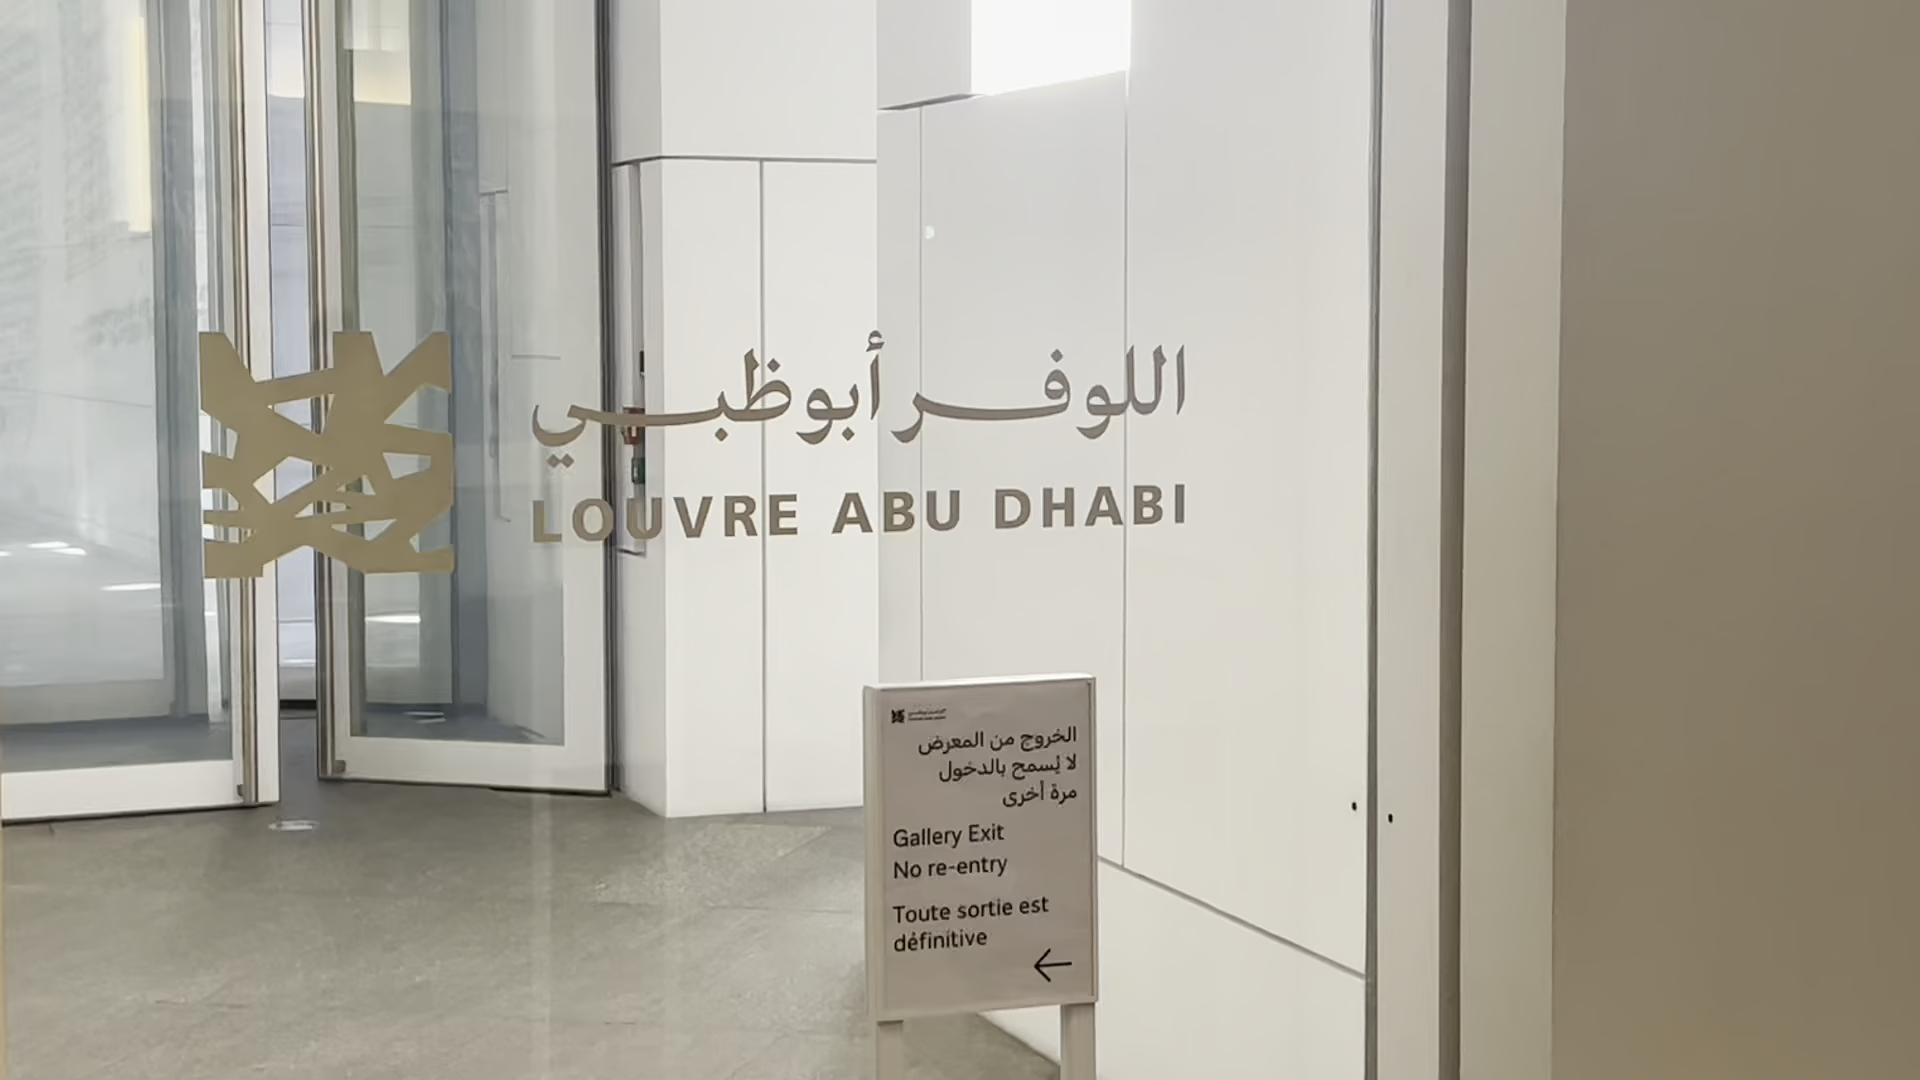 اللوفر أبوظبي
LOUVRE ABU DHABI
الخروج من المعرض
لا يُسمح بالدخول
مرة أخرى
Gallery Exit
No re-entry
Toute sortie est
définitive